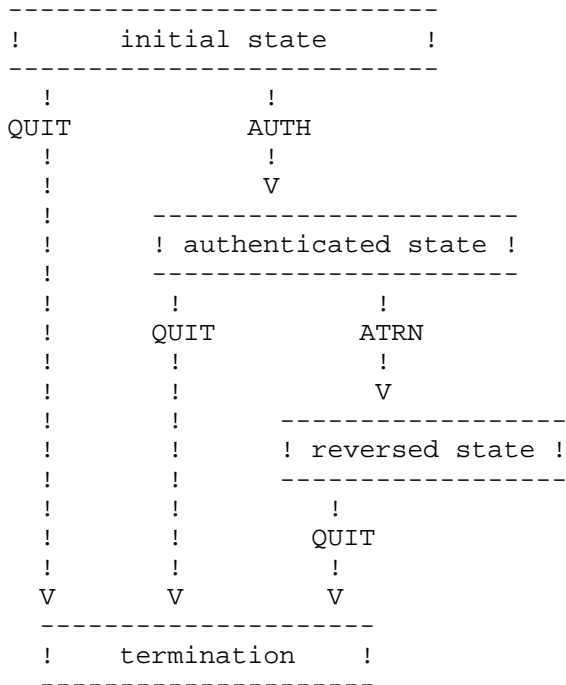 ---------------------------
!      initial state      !
---------------------------
  !             !
QUIT           AUTH
  !             !
  !             V
  !      -----------------------
  !      ! authenticated state !
  !      -----------------------
  !       !            !
  !      QUIT         ATRN
  !       !            !
  !       !            V
  !       !      ------------------
  !       !      ! reversed state !
  !       !      ------------------
  !       !         !
  !       !        QUIT
  !       !         !
  V       V         V
  ---------------------
  !    termination    !
  ---------------------